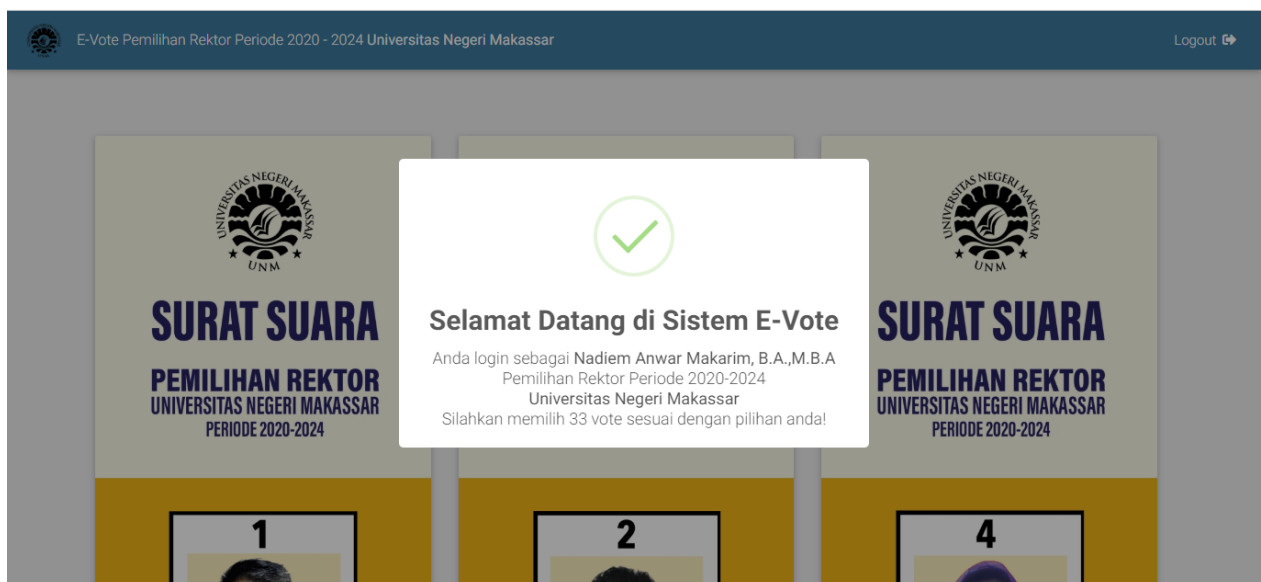 E-Vote Pemilihan Rektor Periode 2020 - 2024 Universitas Negeri Makassar
Logout
UNIVERSITAS NEGERI MAKASSAR
UNM
SURAT SUARA
PEMILIHAN REKTOR
UNIVERSITAS NEGERI MAKASSAR
PERIODE 2020-2024
1
Selamat Datang di Sistem E-Vote
Anda login sebagai Nadiem Anwar Makarim, B.A.,M.B.A
Pemilihan Rektor Periode 2020-2024
Universitas Negeri Makassar
Silahkan memilih 33 vote sesuai dengan pilihan anda!
2
UNIVERSITAS NEGERI MAKASSAR
UNM
SURAT SUARA
PEMILIHAN REKTOR
UNIVERSITAS NEGERI MAKASSAR
PERIODE 2020-2024
4